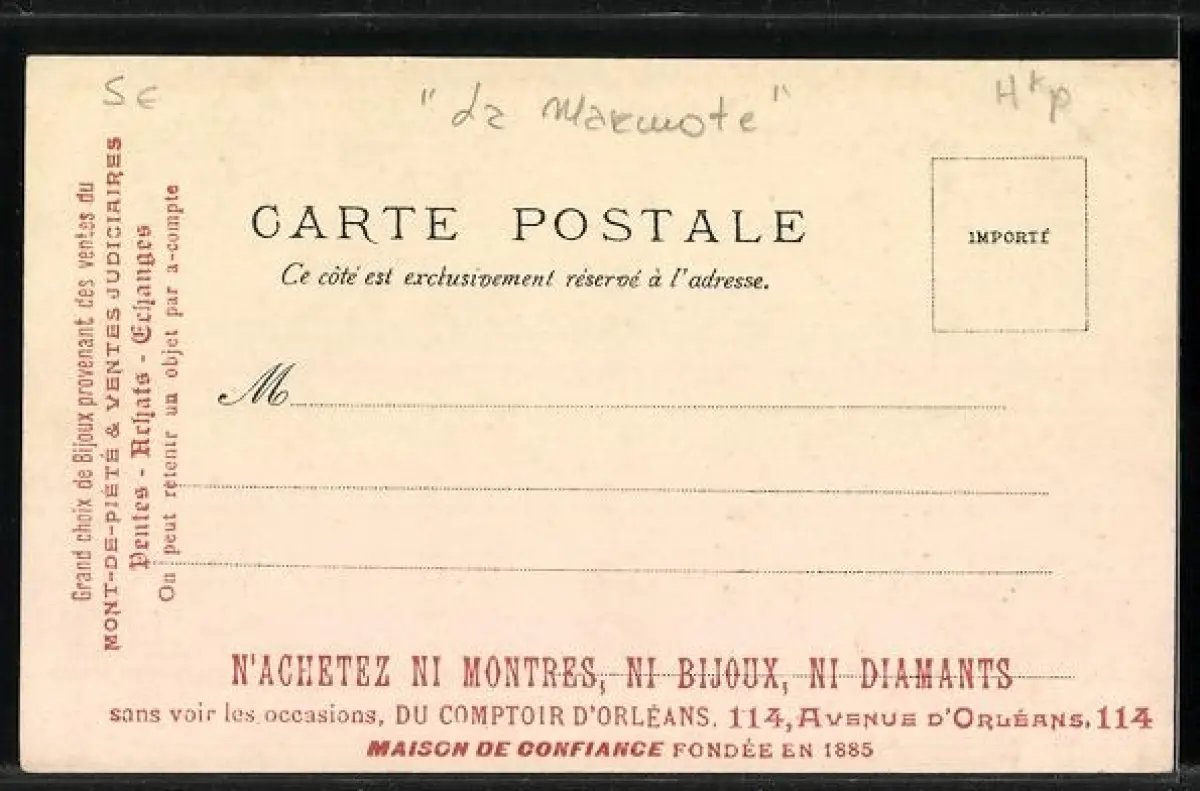 5€
"La Marmote"
Hkp
CARTE POSTALE
Ce côté est exclusivement réservé à l'adresse.
IMPORTÉ
M
Grand choix de Bijoux provenant des ventes du
MONT-DE-PIÉTÉ & VENTES JUDICIAIRES
Ventes - Achats - Echanges
On peut retenir un objet par a-compte
N'ACHETEZ NI MONTRES, NI BIJOUX, NI DIAMANTS
sans voir les occasions, DU COMPTOIR D'ORLÉANS, 114, AVENUE D'ORLÉANS, 114
MAISON DE CONFIANCE FONDÉE EN 1885